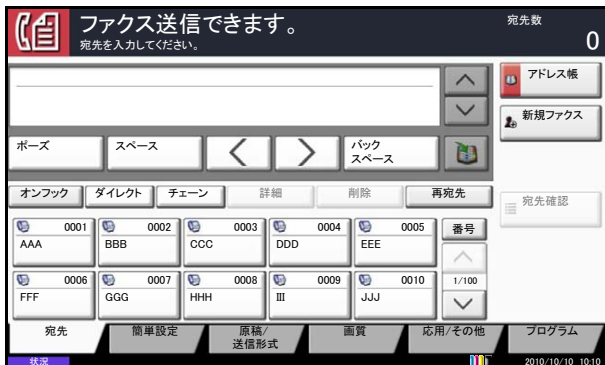 ファクス送信できます。
宛先を入力してください。
宛先数
0
アドレス帳
新規ファクス
ポーズ
スペース
バック
スペース
オンフック
ダイレクト
チェーン
詳細
削除
再宛先
宛先確認
0001
AAA
0002
BBB
0003
CCC
0004
DDD
0005
EEE
番号
0006
FFF
0007
GGG
0008
HHH
0009
III
0010
JJJ
1/100
宛先
簡単設定
原稿/
送信形式
画質
応用/その他
プログラム
状況
2010/10/10 10:10